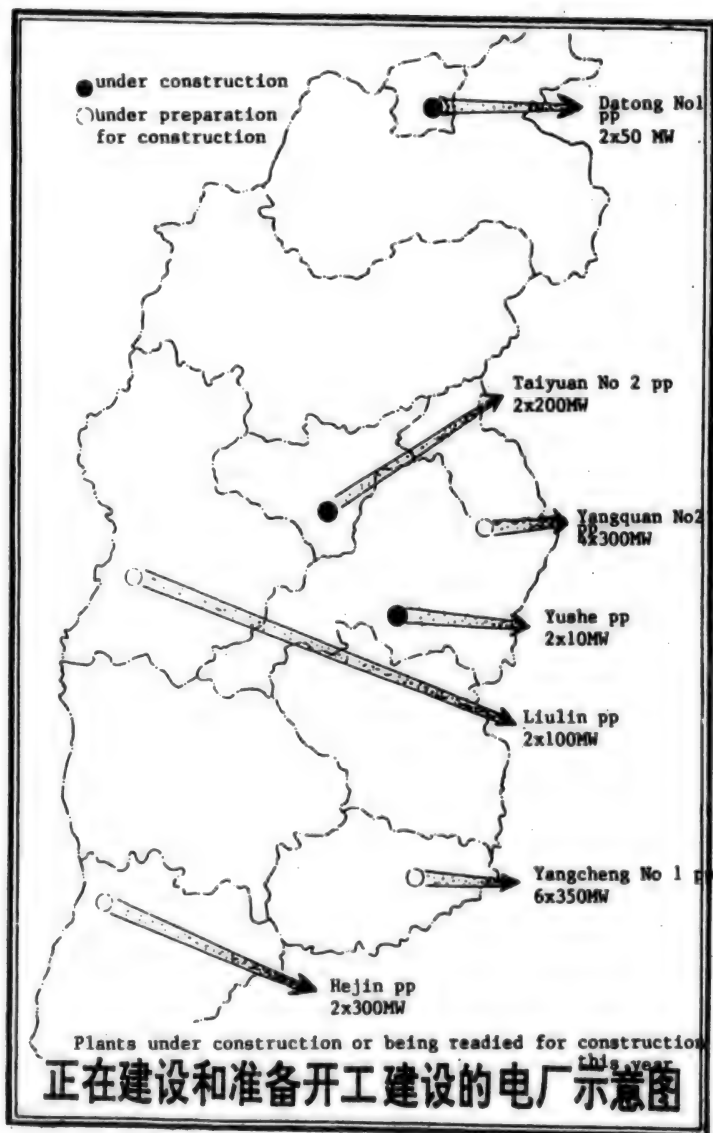 under construction
under preparation
for construction
Datong No1
pp
2x50 MW
Taiyuan No 2 pp
2x200MW
Yangquan No2
pp
4x300MW
Yushe pp
2x10MW
Liulin pp
2x100MW
Yangcheng No 1 pp
6x350MW
Hejin pp
2x300MW
Plants under construction or being readied for construction
this year
正在建设和准备开工建设的电厂示意图